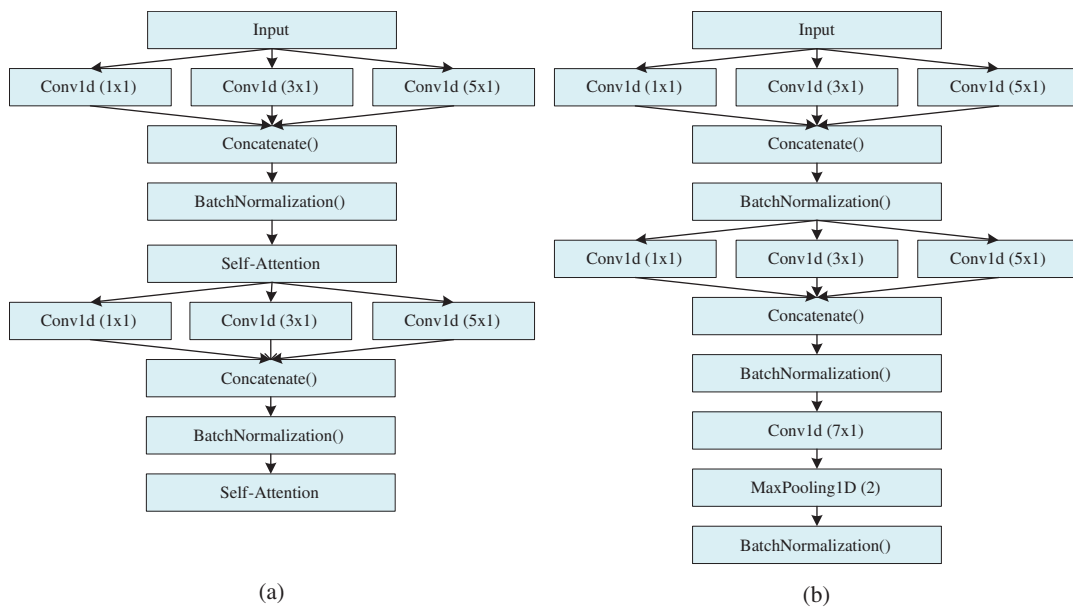 Input
Conv1d (1x1)
Conv1d (3x1)
Conv1d (5x1)
Concatenate()
BatchNormalization()
Self-Attention
Conv1d (1x1)
Conv1d (3x1)
Conv1d (5x1)
Concatenate()
BatchNormalization()
Self-Attention
(a)
Input
Conv1d (1x1)
Conv1d (3x1)
Conv1d (5x1)
Concatenate()
BatchNormalization()
Conv1d (1x1)
Conv1d (3x1)
Conv1d (5x1)
Concatenate()
BatchNormalization()
Conv1d (7x1)
MaxPooling1D (2)
BatchNormalization()
(b)